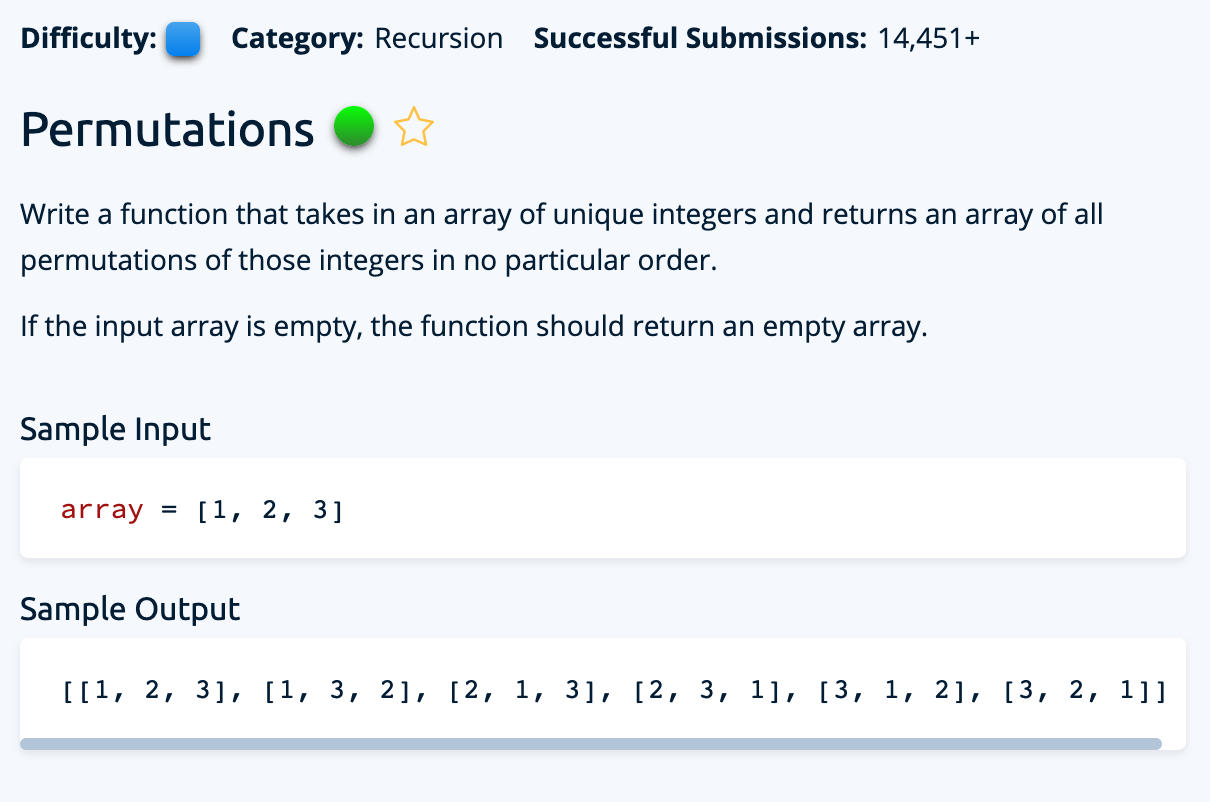 Difficulty: Category: Recursion Successful Submissions: 14,451+
Permutations
Write a function that takes in an array of unique integers and returns an array of all
permutations of those integers in no particular order.
If the input array is empty, the function should return an empty array.
Sample Input
array = [1, 2, 3]
Sample Output
[[1, 2, 3], [1, 3, 2], [2, 1, 3], [2, 3, 1], [3, 1, 2], [3, 2, 1]]